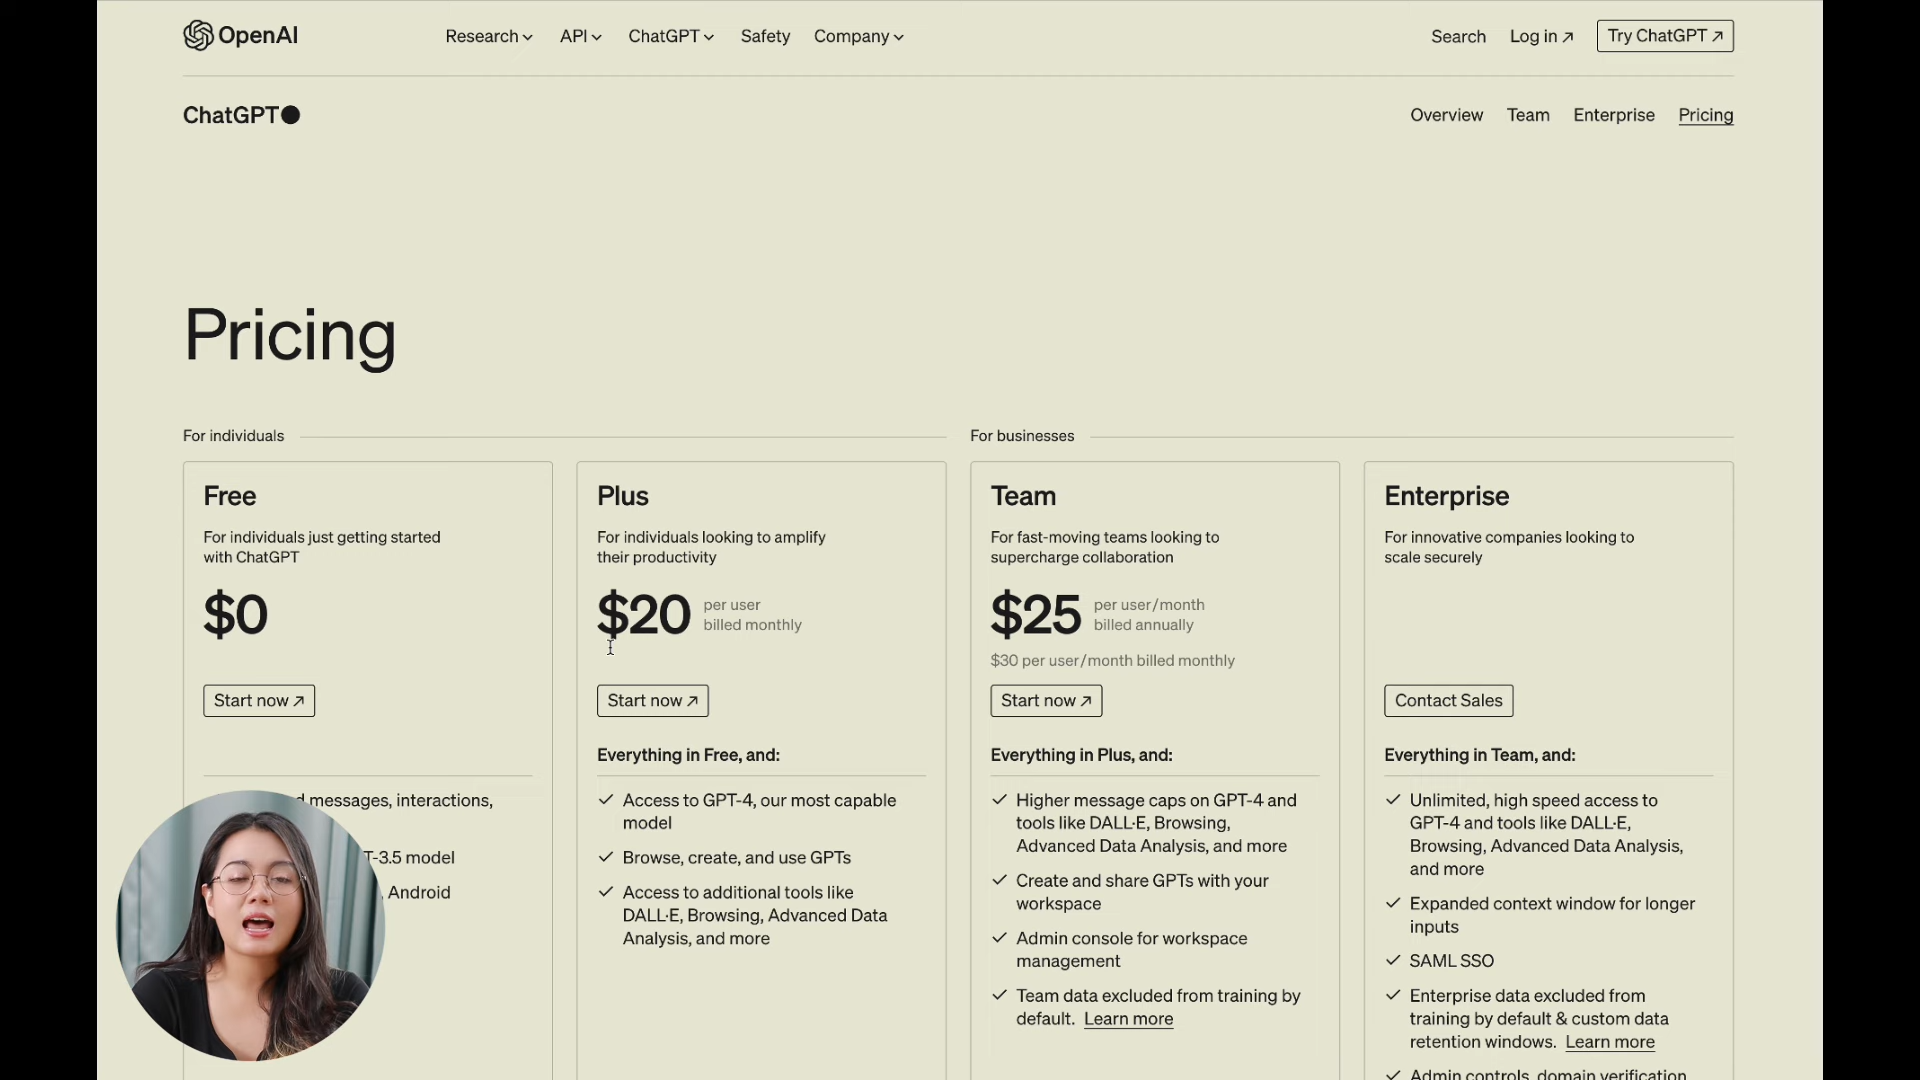 OpenAI
Research
API
ChatGPT
Safety
Company
Search
Log in ↗
Try ChatGPT ↗
ChatGPT
Overview
Team
Enterprise
Pricing
Pricing
For individuals
For businesses
Free
For individuals just getting started
with ChatGPT
$0
Start now ↗
messages, interactions,
T-3.5 model
, Android
Plus
For individuals looking to amplify
their productivity
$20
per user
billed monthly
Start now ↗
Everything in Free, and:
✓ Access to GPT-4, our most capable
model
✓ Browse, create, and use GPTs
✓ Access to additional tools like
DALL·E, Browsing, Advanced Data
Analysis, and more
Team
For fast-moving teams looking to
supercharge collaboration
$25
per user/month
billed annually
$30 per user/month billed monthly
Start now ↗
Everything in Plus, and:
✓ Higher message caps on GPT-4 and
tools like DALL·E, Browsing,
Advanced Data Analysis, and more
✓ Create and share GPTs with your
workspace
✓ Admin console for workspace
management
✓ Team data excluded from training by
default. Learn more
Enterprise
For innovative companies looking to
scale securely
Contact Sales
Everything in Team, and:
✓ Unlimited, high speed access to
GPT-4 and tools like DALL·E,
Browsing, Advanced Data Analysis,
and more
✓ Expanded context window for longer
inputs
✓ SAML SSO
✓ Enterprise data excluded from
training by default & custom data
retention windows. Learn more
✓ Admin controls, domain verification